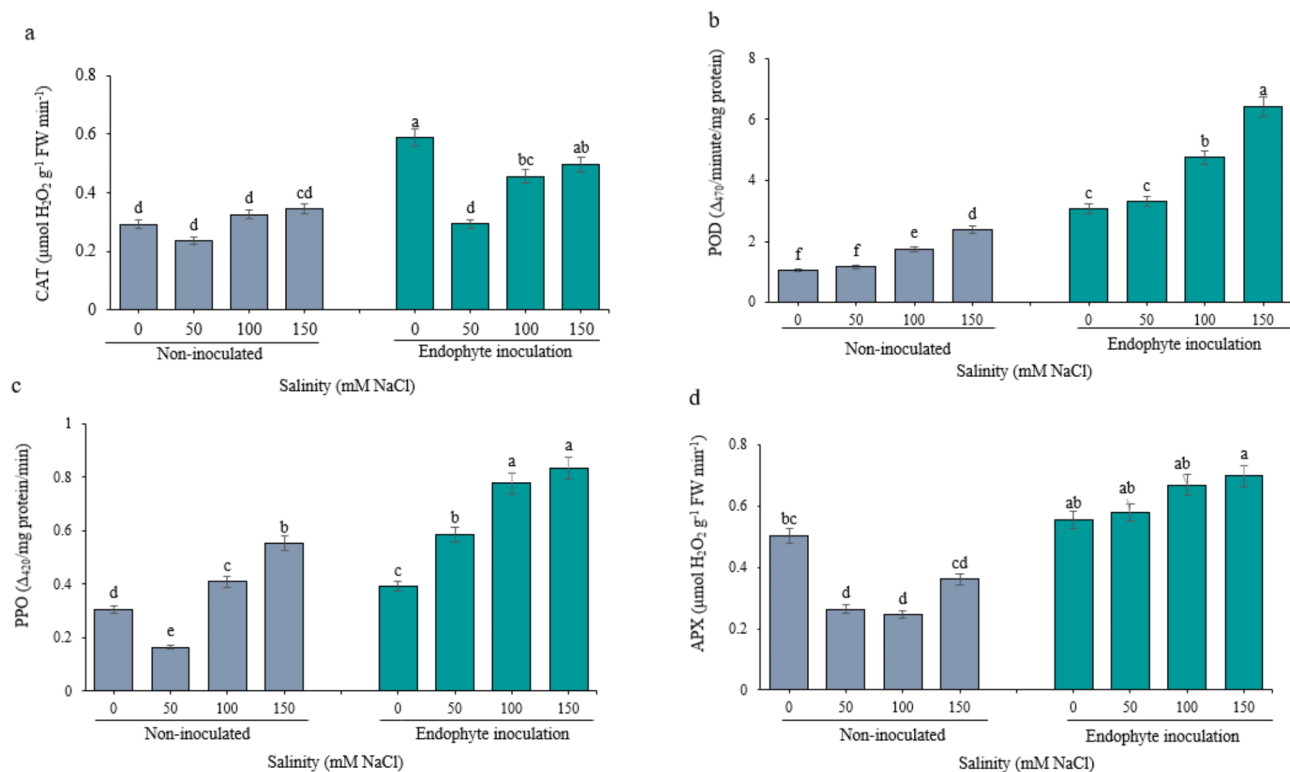 a
CAT (µmol H₂O₂ g⁻¹ FW min⁻¹)
0.8
0.6
0.4
0.2
0
d
d
d
cd
a
d
bc
ab
0 50 100 150 0 50 100 150
Non-inoculated Endophyte inoculation
Salinity (mM NaCl)
b
POD (Δ₄₇₀/minute/mg protein)
8
6
4
2
0
f
f
e
d
c
c
b
a
0 50 100 150 0 50 100 150
Non-inoculated Endophyte inoculation
Salinity (mM NaCl)
c
PPO (Δ₄₂₀/mg protein/min)
1
0.8
0.6
0.4
0.2
0
d
e
c
b
c
b
a
a
0 50 100 150 0 50 100 150
Non-inoculated Endophyte inoculation
Salinity (mM NaCl)
d
APX (µmol H₂O₂ g⁻¹ FW min⁻¹)
0.8
0.6
0.4
0.2
0
bc
d
d
cd
ab
ab
ab
a
0 50 100 150 0 50 100 150
Non-inoculated Endophyte inoculation
Salinity (mM NaCl)